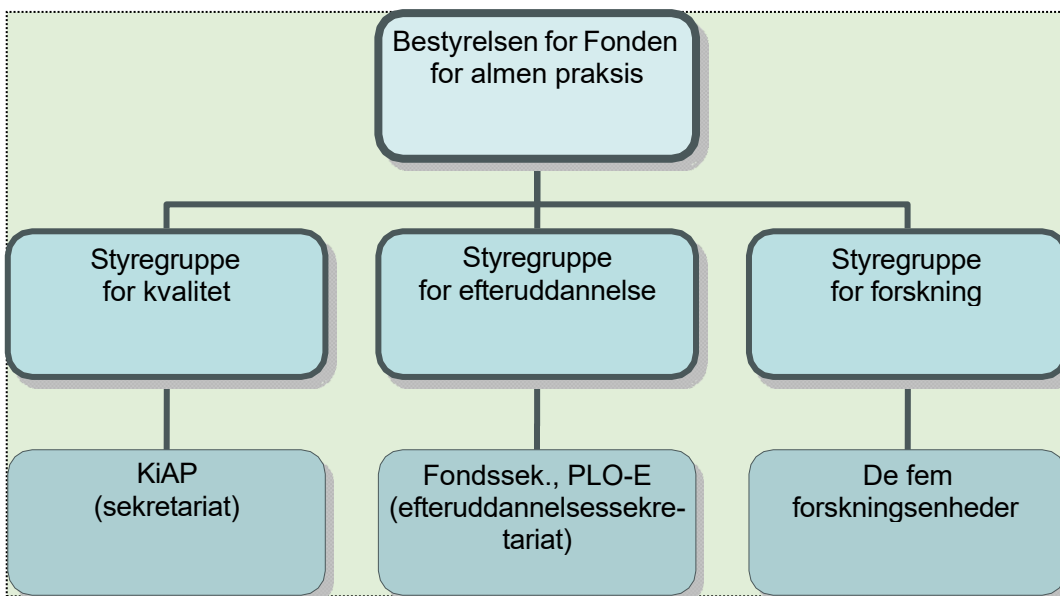 Bestyrelsen for Fonden
for almen praksis
Styregruppe
for kvalitet
Styregruppe
for efteruddannelse
Styregruppe
for forskning
KiAP
(sekretariat)
Fondssek., PLO-E
(efteruddannelsessekre-
tariat)
De fem
forskningsenheder